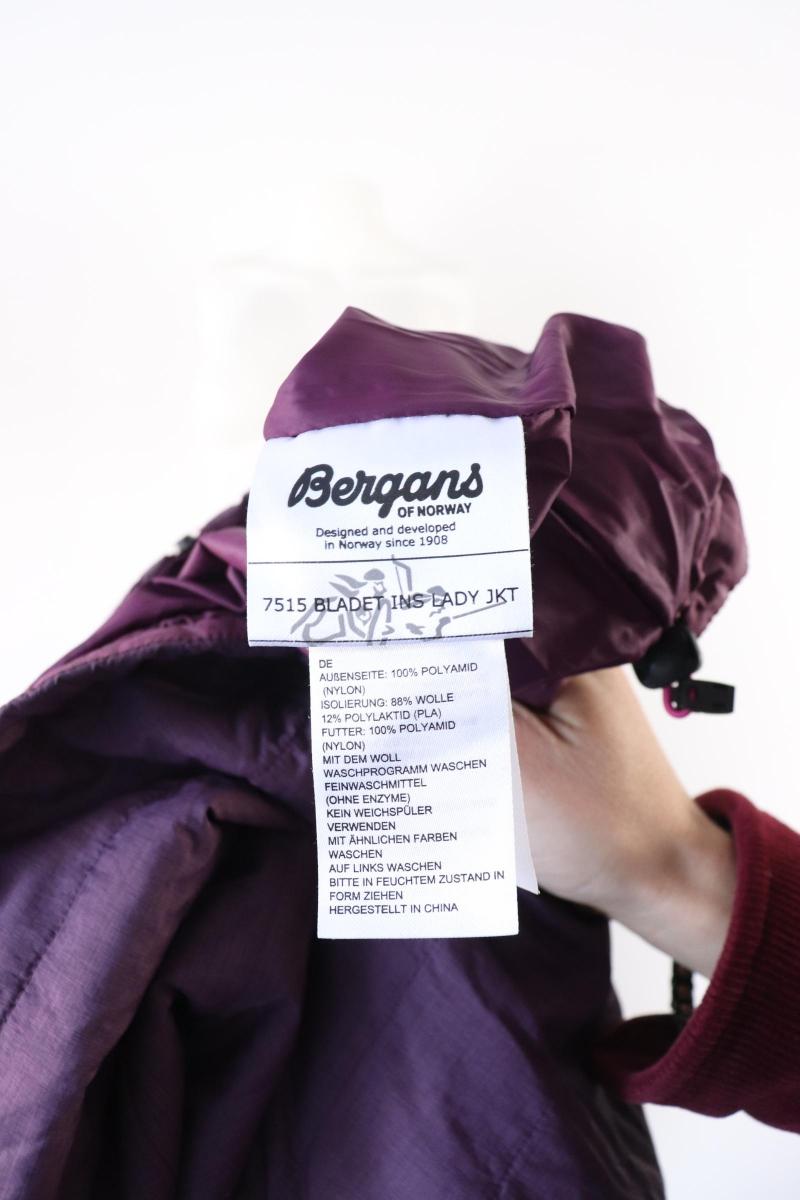 Bergans
OF NORWAY
Designed and developed
in Norway since 1908
7515 BLADET INS LADY JKT
DE
AUßENSEITE: 100% POLYAMID
(NYLON)
ISOLIERUNG: 88% WOLLE
12% POLYLAKTID (PLA)
FUTTER: 100% POLYAMID
(NYLON)
MIT DEM WOLL
WASCHPROGRAMM WASCHEN
FEINWASCHMITTEL
(OHNE ENZYME)
KEIN WEICHSPÜLER
VERWENDEN
MIT ÄHNLICHEN FARBEN
WASCHEN
AUF LINKS WASCHEN
BITTE IN FEUCHTEM ZUSTAND IN
FORM ZIEHEN
HERGESTELLT IN CHINA